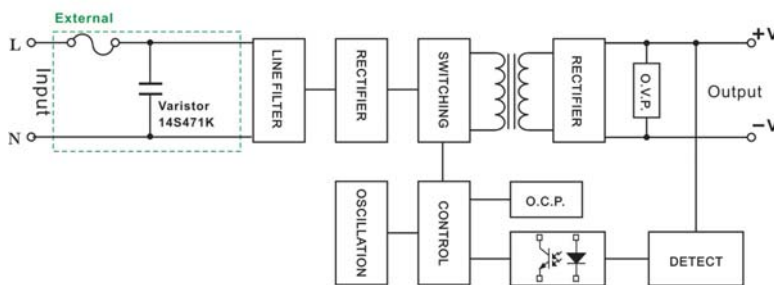 External
L
Input
N
Varistor
14S471K
LINE FILTER
RECTIFIER
SWITCHING
RECTIFIER
O.V.P.
+V
Output
−V
OSCILLATION
CONTROL
O.C.P.
DETECT